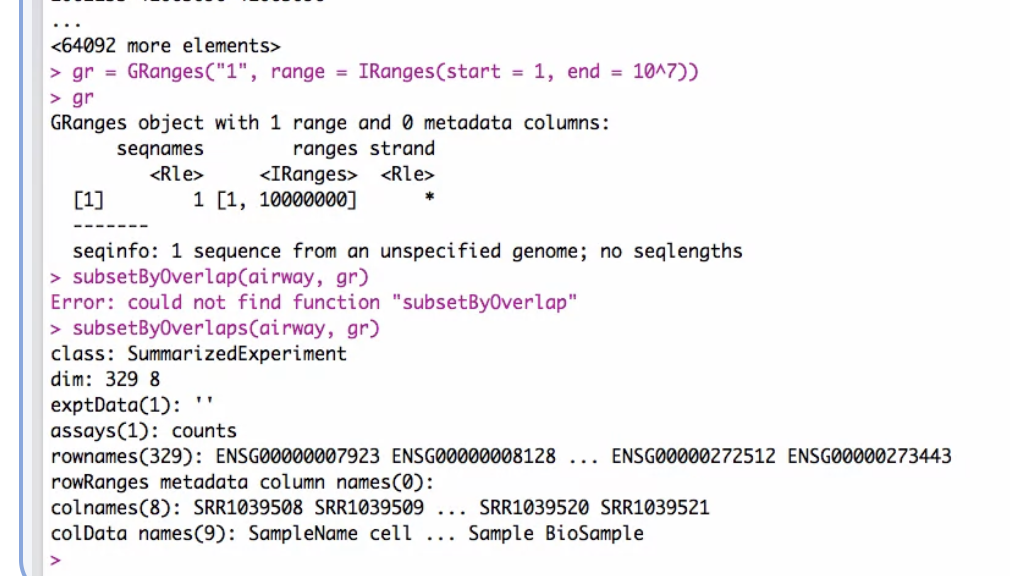 ...
<64092 more elements>
> gr = GRanges("1", range = IRanges(start = 1, end = 10^7))
> gr
GRanges object with 1 range and 0 metadata columns:
seqnames ranges strand
<Rle> <IRanges> <Rle>
[1] 1 [1, 10000000] *
-------
seqinfo: 1 sequence from an unspecified genome; no seqlengths
> subsetByOverlap(airway, gr)
Error: could not find function "subsetByOverlap"
> subsetByOverlaps(airway, gr)
class: SummarizedExperiment
dim: 329 8
exptData(1): ''
assays(1): counts
rownames(329): ENSG00000007923 ENSG00000008128 ... ENSG00000272512 ENSG00000273443
rowRanges metadata column names(0):
colnames(8): SRR1039508 SRR1039509 ... SRR1039520 SRR1039521
colData names(9): SampleName cell ... Sample BioSample
>